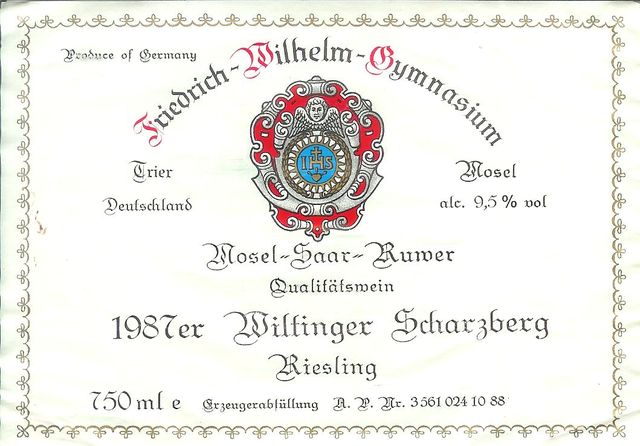 Produce of Germany
Friedrich-Wilhelm-Gymnasium
IHS
Trier
Mosel
Deutschland
alc. 9,5 % vol
Mosel-Saar-Ruwer
Qualitätswein
1987er Wiltinger Scharzberg
Riesling
750 ml e Erzeugerabfüllung A. P. Nr. 3 561 024 10 88